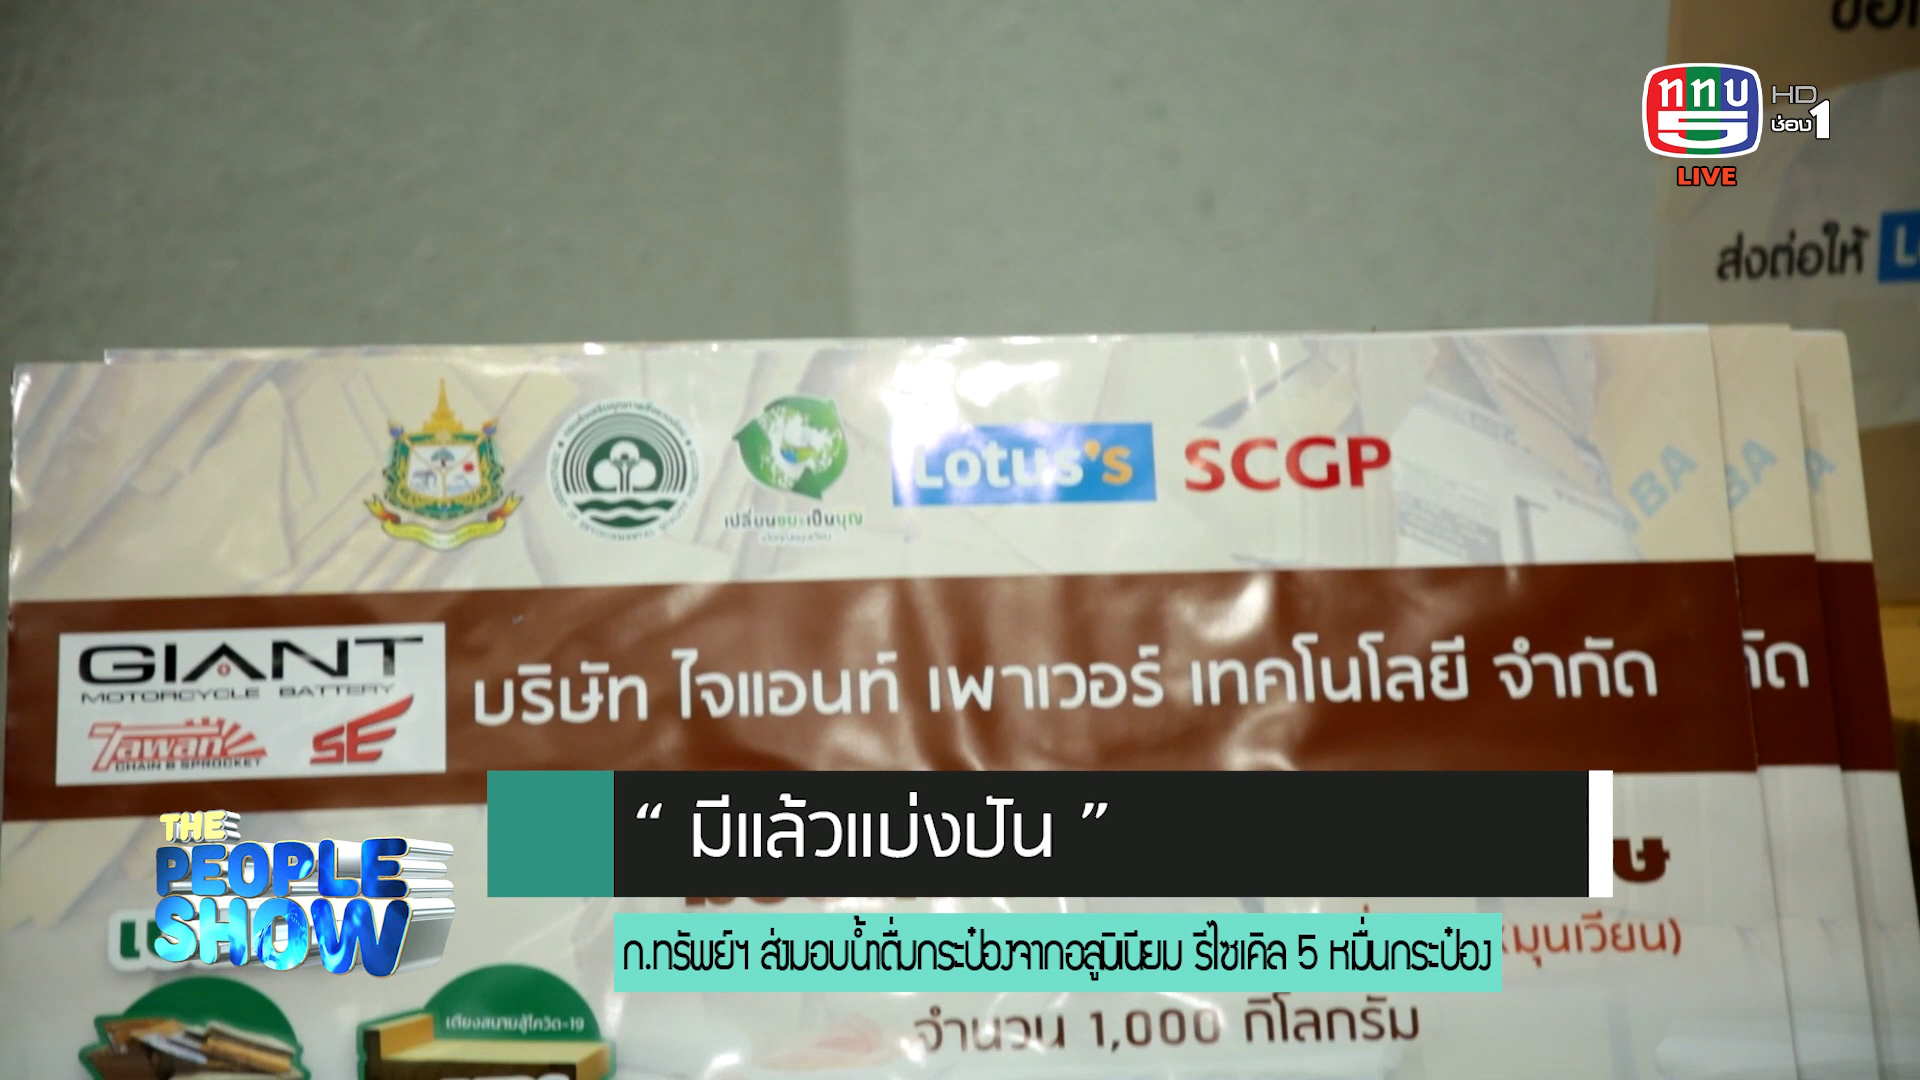 ททบ 5 HD ช่อง 1
LIVE
ส่งต่อให้
Lotus's SCGP
เปลี่ยนขยะเป็นบุญ
GIANT
MOTORCYCLE BATTERY
Tawan SE
CHAIN & SPROCKET
บริษัท ไจแอนท์ เพาเวอร์ เทคโนโลยี จำกัด
กัด
“ มีแล้วแบ่งปัน ”
THE
PEOPLE
SHOW
ก.ทรัพย์ฯ ส่งมอบน้ำดื่มกระป๋องจากอลูมิเนียม รีไซเคิล 5 หมื่นกระป๋อง
หมุนเวียน)
จำนวน 1,000 กิโลกรัม
เตียงสนามสู้โควิด-19